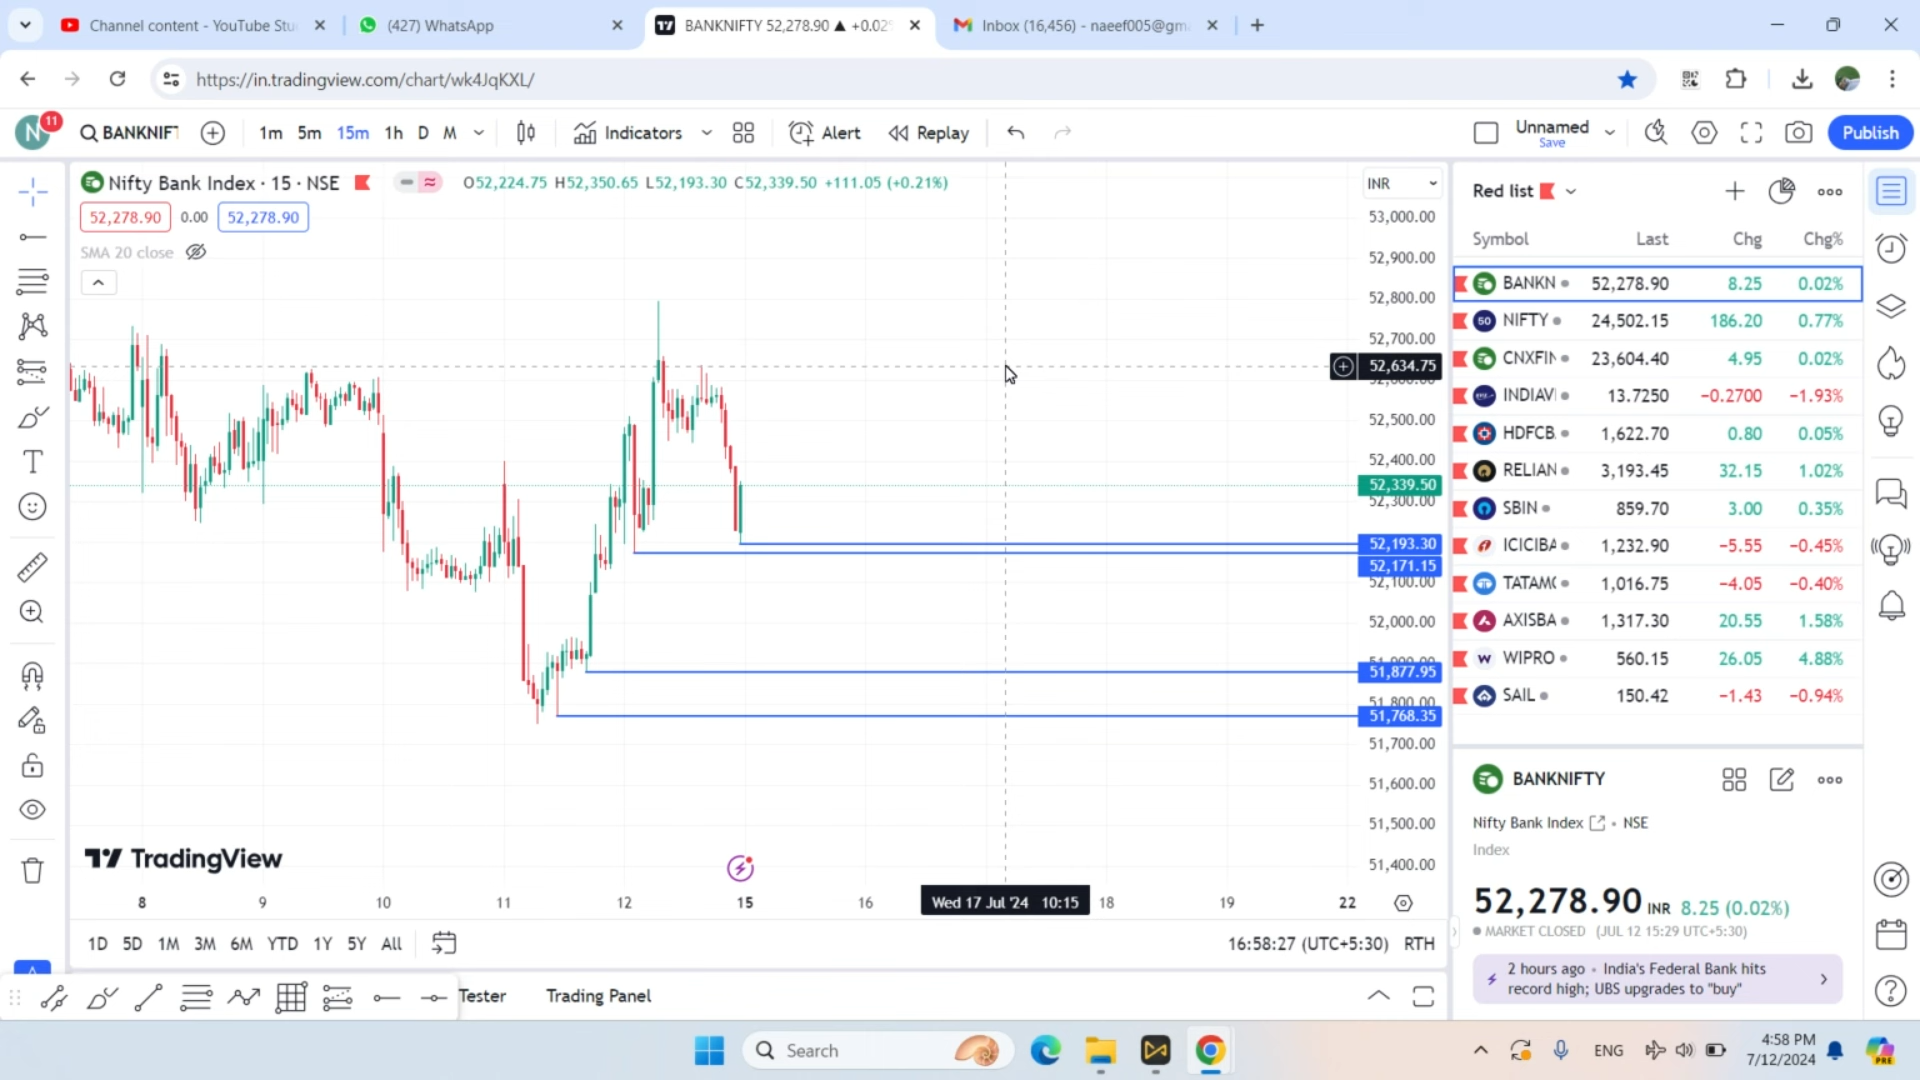 Channel content - YouTube Stu
(427) WhatsApp
BANKNIFTY 52,278.90 ▲ +0.02%
Inbox (16,456) - naeef005@gm
https://in.tradingview.com/chart/wk4JqKXL/
N 11
BANKNIFT
1m 5m 15m 1h D M
Indicators
Alert
Replay
Unnamed
Save
Publish
Nifty Bank Index · 15 · NSE
O52,224.75 H52,350.65 L52,193.30 C52,339.50 +111.05 (+0.21%)
52,278.90 0.00 52,278.90
SMA 20 close
INR
53,000.00
52,900.00
52,800.00
52,700.00
52,634.75
52,500.00
52,400.00
52,339.50
52,300.00
52,193.30
52,171.15
52,100.00
52,000.00
51,877.95
51,800.00
51,768.35
51,700.00
51,600.00
51,500.00
51,400.00
TradingView
8 9 10 11 12 15 16 Wed 17 Jul '24 10:15 18 19 22
1D 5D 1M 3M 6M YTD 1Y 5Y All
16:58:27 (UTC+5:30) RTH
Tester
Trading Panel
Red list
Symbol Last Chg Chg%
BANKN 52,278.90 8.25 0.02%
50 NIFTY 24,502.15 186.20 0.77%
CNXFIN 23,604.40 4.95 0.02%
INDIAVI 13.7250 −0.2700 −1.93%
HDFCB 1,622.70 0.80 0.05%
RELIAN 3,193.45 32.15 1.02%
SBIN 859.70 3.00 0.35%
ICICIBA 1,232.90 −5.55 −0.45%
TATAMO 1,016.75 −4.05 −0.40%
AXISBA 1,317.30 20.55 1.58%
W WIPRO 560.15 26.05 4.88%
SAIL 150.42 −1.43 −0.94%
BANKNIFTY
Nifty Bank Index • NSE
Index
52,278.90 INR 8.25 (0.02%)
MARKET CLOSED (JUL 12 15:29 UTC+5:30)
2 hours ago • India's Federal Bank hits
record high; UBS upgrades to "buy"
Search
ENG
4:58 PM
7/12/2024
PRE